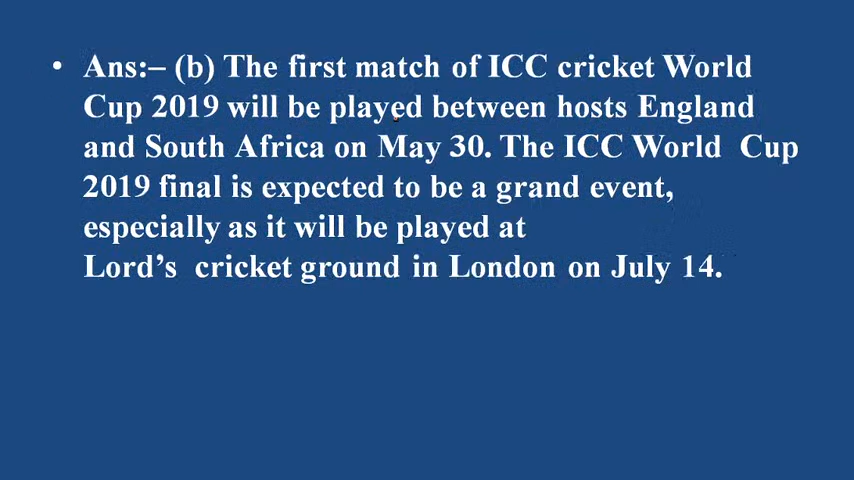 • Ans:– (b) The first match of ICC cricket World
Cup 2019 will be played between hosts England
and South Africa on May 30. The ICC World Cup
2019 final is expected to be a grand event,
especially as it will be played at
Lord’s cricket ground in London on July 14.